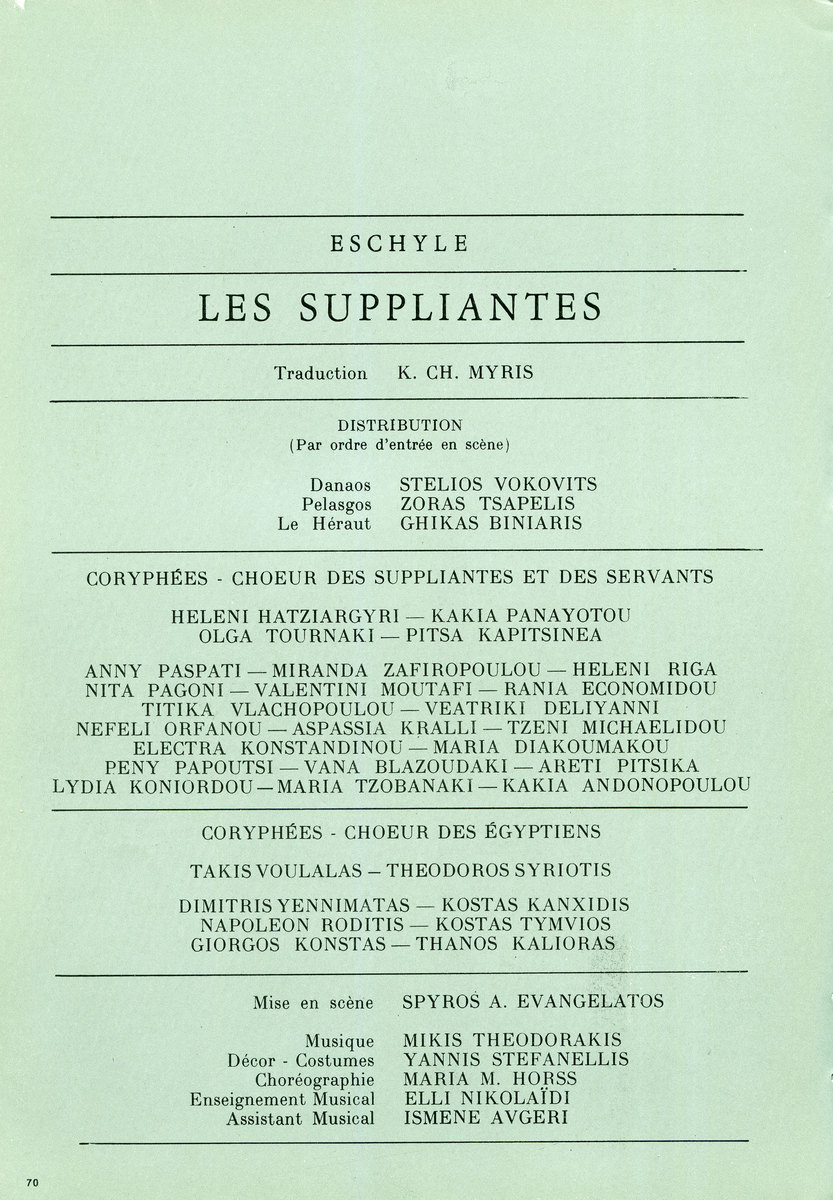 ESCHYLE
LES SUPPLIANTES
Traduction K. CH. MYRIS
DISTRIBUTION
(Par ordre d'entrée en scène)
Danaos STELIOS VOKOVITS
Pelasgos ZORAS TSAPELIS
Le Héraut GHIKAS BINIARIS
CORYPHÉES - CHOEUR DES SUPPLIANTES ET DES SERVANTS
HELENI HATZIARGYRI — KAKIA PANAYOTOU
OLGA TOURNAKI — PITSA KAPITSINEA
ANNY PASPATI — MIRANDA ZAFIROPOULOU — HELENI RIGA
NITA PAGONI — VALENTINI MOUTAFI — RANIA ECONOMIDOU
TITIKA VLACHOPOULOU — VEATRIKI DELIYANNI
NEFELI ORFANOU — ASPASSIA KRALLI — TZENI MICHAELIDOU
ELECTRA KONSTANDINOU — MARIA DIAKOUMAKOU
PENY PAPOUTSI — VANA BLAZOUDAKI — ARETI PITSIKA
LYDIA KONIORDOU — MARIA TZOBANAKI — KAKIA ANDONOPOULOU
CORYPHÉES - CHOEUR DES ÉGYPTIENS
TAKIS VOULALAS — THEODOROS SYRIOTIS
DIMITRIS YENNIMATAS — KOSTAS KANXIDIS
NAPOLEON RODITIS — KOSTAS TYMVIOS
GIORGOS KONSTAS — THANOS KALIORAS
Mise en scène SPYROS A. EVANGELATOS
Musique MIKIS THEODORAKIS
Décor - Costumes YANNIS STEFANELLIS
Choréographie MARIA M. HORSS
Enseignement Musical ELLI NIKOLAÏDI
Assistant Musical ISMENE AVGERI
70